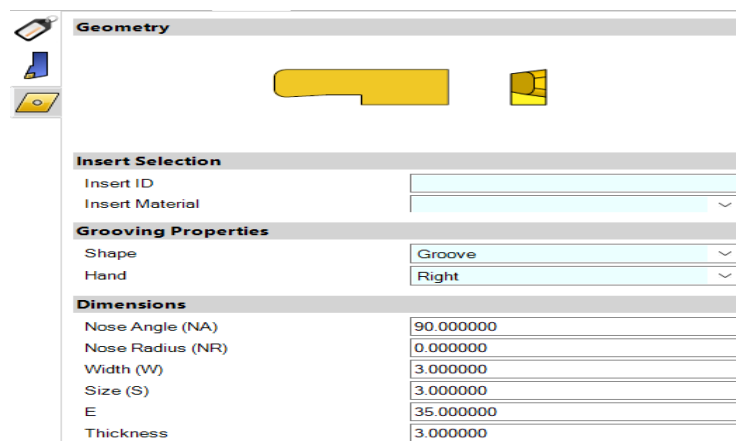 Geometry
Insert Selection
Insert ID
Insert Material
Grooving Properties
Shape Groove
Hand Right
Dimensions
Nose Angle (NA) 90.000000
Nose Radius (NR) 0.000000
Width (W) 3.000000
Size (S) 3.000000
E 35.000000
Thickness 3.000000